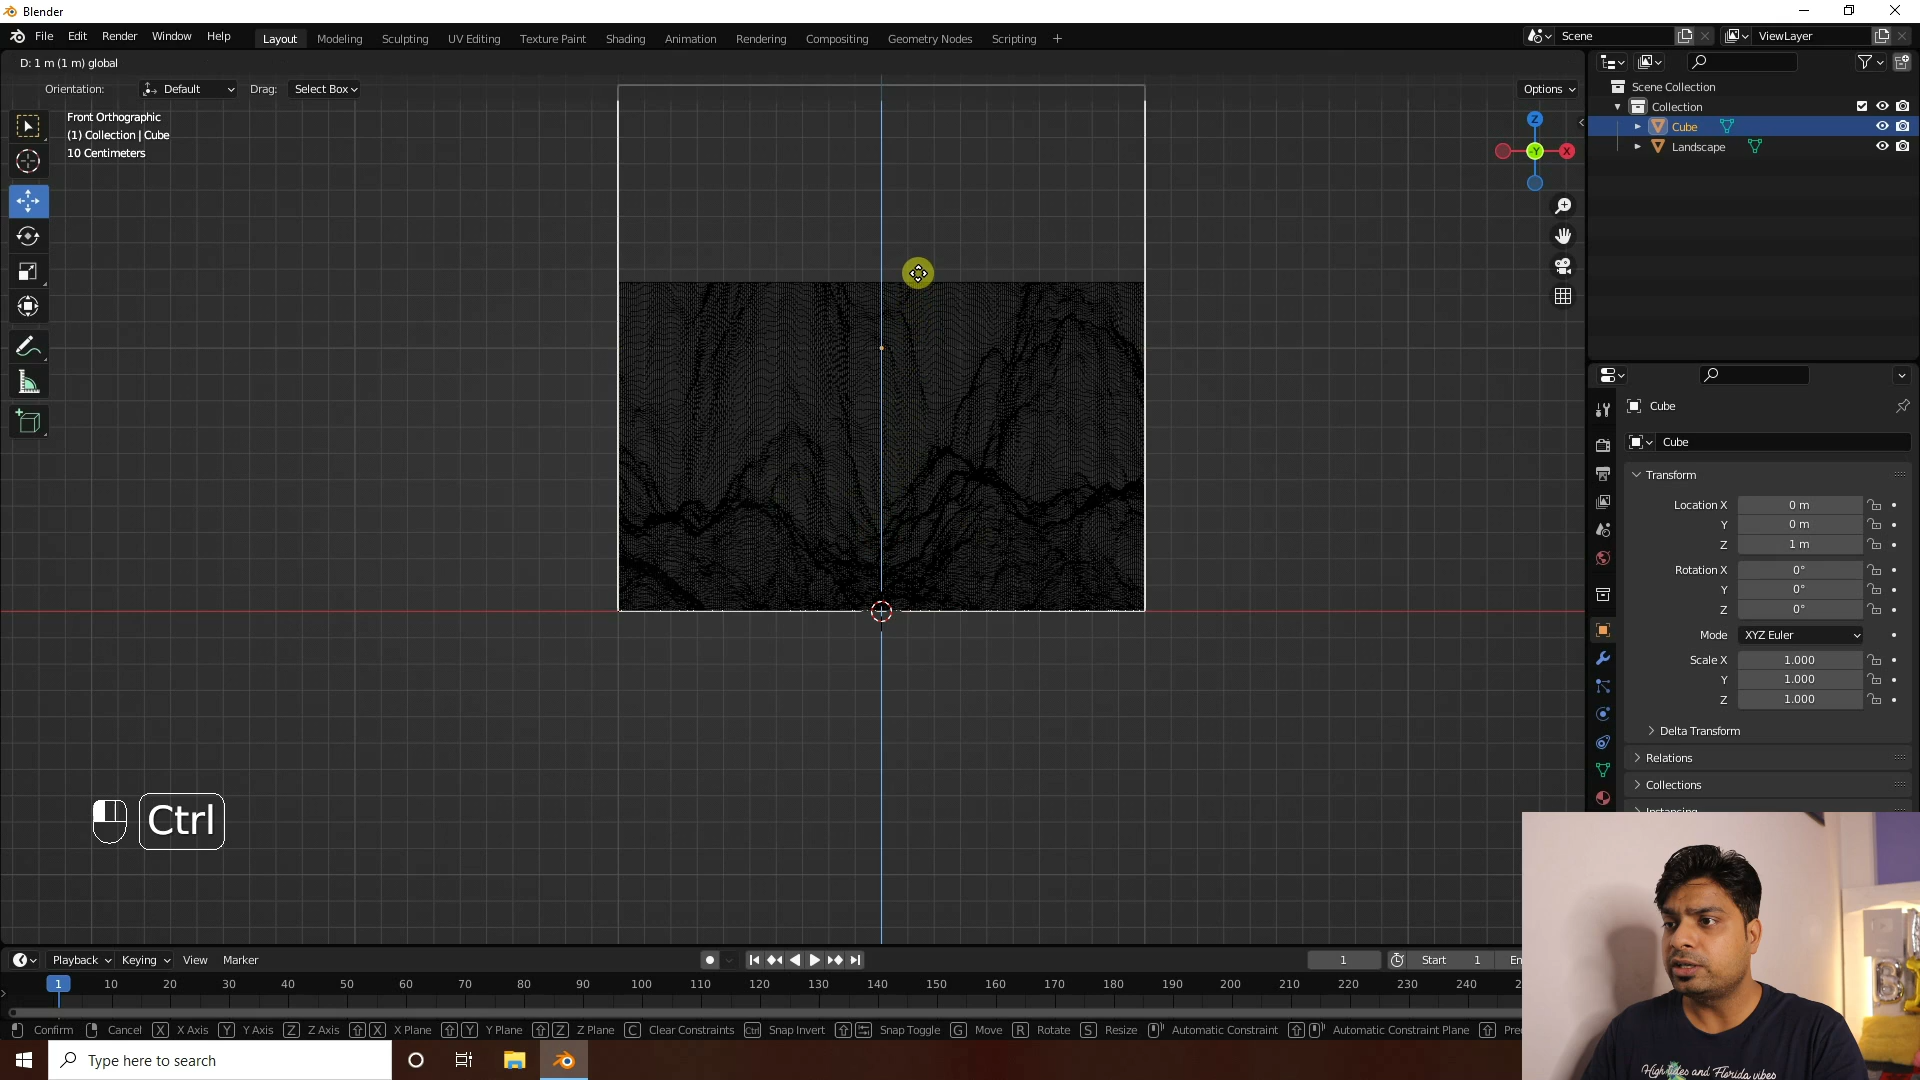 Blender
File Edit Render Window Help Layout Modeling Sculpting UV Editing Texture Paint Shading Animation Rendering Compositing Geometry Nodes Scripting + Scene ViewLayer
D: 1 m (1 m) global
Orientation: Default Drag: Select Box Options
Front Orthographic
(1) Collection | Cube
10 Centimeters
Z
-Y
X
Scene Collection
Collection
Cube
Landscape
Cube
Cube
Transform
Location X 0 m
Y 0 m
Z 1 m
Rotation X 0°
Y 0°
Z 0°
Mode XYZ Euler
Scale X 1.000
Y 1.000
Z 1.000
Delta Transform
Relations
Collections
Ctrl
Playback Keying View Marker 1 Start 1
1 10 20 30 40 50 60 70 80 90 100 110 120 130 140 150 160 170 180 190 200 210 220 230 240
Confirm Cancel X X Axis Y Y Axis Z Z Axis X X Plane Y Y Plane Z Z Plane C Clear Constraints Ctrl Snap Invert Snap Toggle G Move R Rotate S Resize Automatic Constraint Automatic Constraint Plane
Type here to search
High tides and Florida vibes